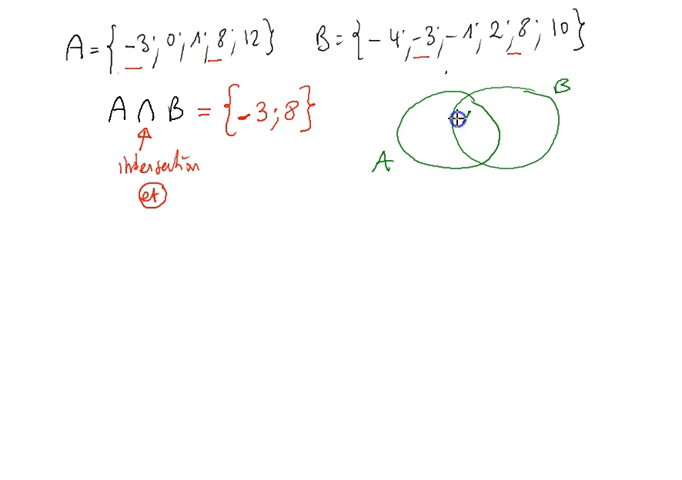 A = { -3 ; 0 ; 1 ; 8 ; 12 } B = { - 4 ; -3 ; - 1 ; 2 ; 8 ; 10 }
A ∩ B = { -3 ; 8 }
B
A
intersection
et